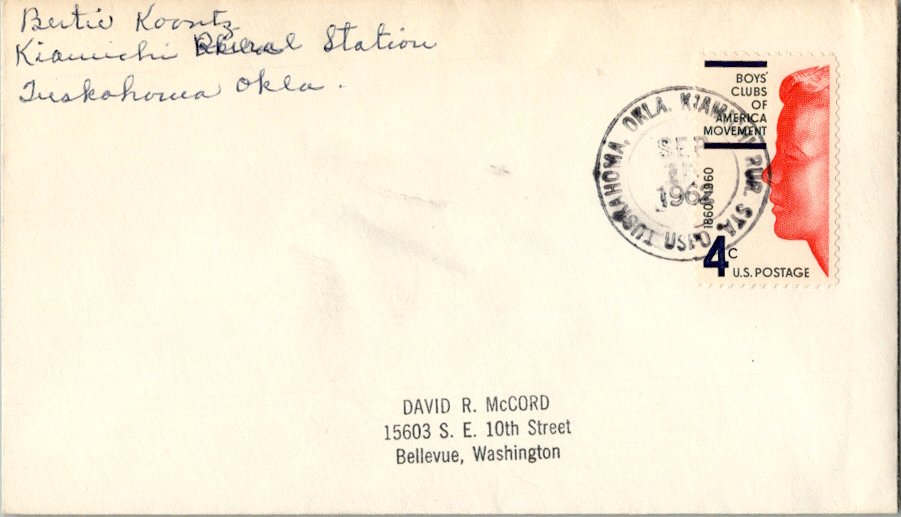 Bertie Koontz
Kiamichi Rural Station
Tuskahoma Okla.
BOYS'
CLUBS
OF
AMERICA
MOVEMENT
1860-1960
4c
U.S. POSTAGE
TUSKAHOMA, OKLA. KIAMICHI RUR. STA. USPO
SEP
DAVID R. McCORD
15603 S. E. 10th Street
Bellevue, Washington